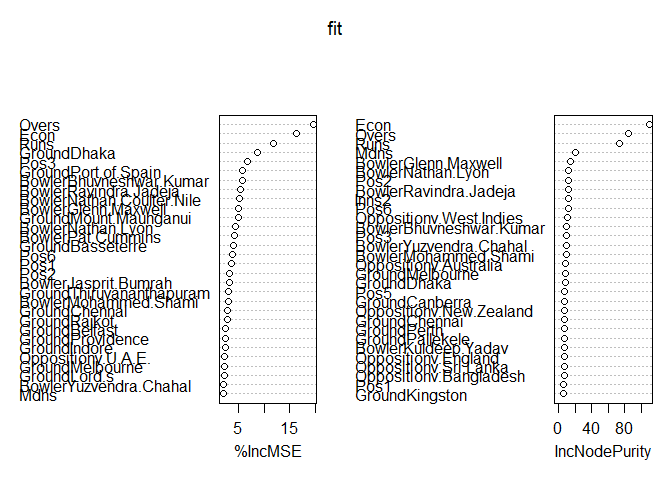 fit
Overs
Econ
Runs
GroundDhaka
Pos3
GroundPort of Spain
BowlerBhuvneshwar.Kumar
BowlerRavindra.Jadeja
BowlerNathan.Coulter.Nile
BowlerGlenn.Maxwell
GroundMount Maunganui
BowlerNathan.Lyon
BowlerPat.Cummins
GroundBasseterre
Pos6
Pos1
Pos2
BowlerJasprit.Bumrah
GroundThiruvananthapuram
BowlerMohammed.Shami
GroundChennai
GroundRajkot
GroundBelfast
GroundProvidence
GroundIndore
Oppositionv U.A.E.
GroundMelbourne
GroundLord's
BowlerYuzvendra.Chahal
Mdns
5
15
%IncMSE
Econ
Overs
Runs
Mdns
BowlerGlenn.Maxwell
BowlerNathan.Lyon
Pos2
BowlerRavindra.Jadeja
Inns2
Pos6
Oppositionv West Indies
BowlerBhuvneshwar.Kumar
Pos3
BowlerYuzvendra.Chahal
BowlerMohammed.Shami
Oppositionv Australia
GroundMelbourne
GroundDhaka
Pos5
GroundCanberra
Oppositionv New Zealand
GroundChennai
GroundPerth
GroundPallekele
BowlerKuldeep.Yadav
Oppositionv England
Oppositionv Sri Lanka
Oppositionv Bangladesh
Pos1
GroundKingston
0
40
80
IncNodePurity